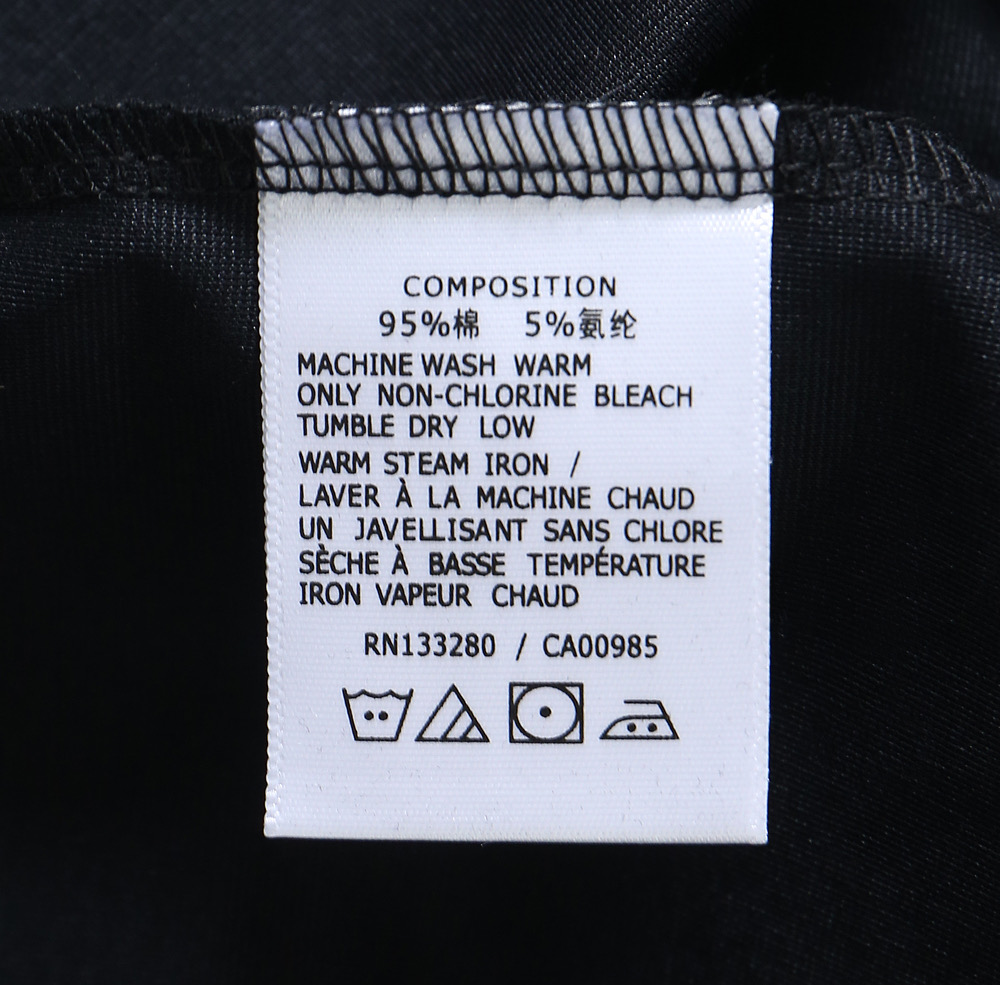 COMPOSITION
95%棉 5%氨纶
MACHINE WASH WARM
ONLY NON-CHLORINE BLEACH
TUMBLE DRY LOW
WARM STEAM IRON /
LAVER À LA MACHINE CHAUD
UN JAVELLISANT SANS CHLORE
SÈCHE À BASSE TEMPÉRATURE
IRON VAPEUR CHAUD
RN133280 / CA00985